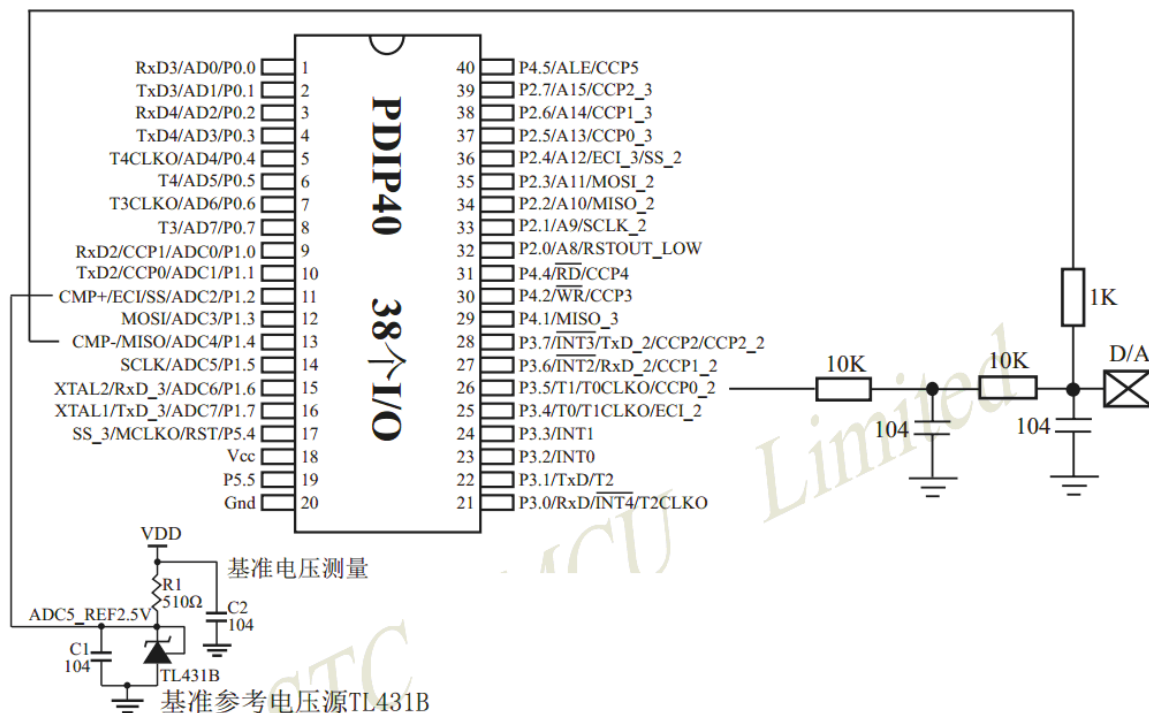 RxD3/AD0/P0.0 1 40 P4.5/ALE/CCP5
TxD3/AD1/P0.1 2 39 P2.7/A15/CCP2_3
RxD4/AD2/P0.2 3 38 P2.6/A14/CCP1_3
TxD4/AD3/P0.3 4 37 P2.5/A13/CCP0_3
T4CLKO/AD4/P0.4 5 36 P2.4/A12/ECI_3/SS_2
T4/AD5/P0.5 6 35 P2.3/A11/MOSI_2
T3CLKO/AD6/P0.6 7 34 P2.2/A10/MISO_2
T3/AD7/P0.7 8 33 P2.1/A9/SCLK_2
RxD2/CCP1/ADC0/P1.0 9 32 P2.0/A8/RSTOUT_LOW
TxD2/CCP0/ADC1/P1.1 10 31 P4.4/RD/CCP4
CMP+/ECI/SS/ADC2/P1.2 11 30 P4.2/WR/CCP3
MOSI/ADC3/P1.3 12 29 P4.1/MISO_3
CMP-/MISO/ADC4/P1.4 13 28 P3.7/INT3/TxD_2/CCP2/CCP2_2
SCLK/ADC5/P1.5 14 27 P3.6/INT2/RxD_2/CCP1_2
XTAL2/RxD_3/ADC6/P1.6 15 26 P3.5/T1/T0CLKO/CCP0_2
XTAL1/TxD_3/ADC7/P1.7 16 25 P3.4/T0/T1CLKO/ECI_2
SS_3/MCLKO/RST/P5.4 17 24 P3.3/INT1
Vcc 18 23 P3.2/INT0
P5.5 19 22 P3.1/TxD/T2
Gnd 20 21 P3.0/RxD/INT4/T2CLKO
PDIP40 38个I/O
1K
D/A
10K
10K
104
104
VDD
基准电压测量
R1
510Ω
ADC5_REF2.5V
C2
104
C1
104
TL431B
基准参考电压源TL431B
STC MCU Limited